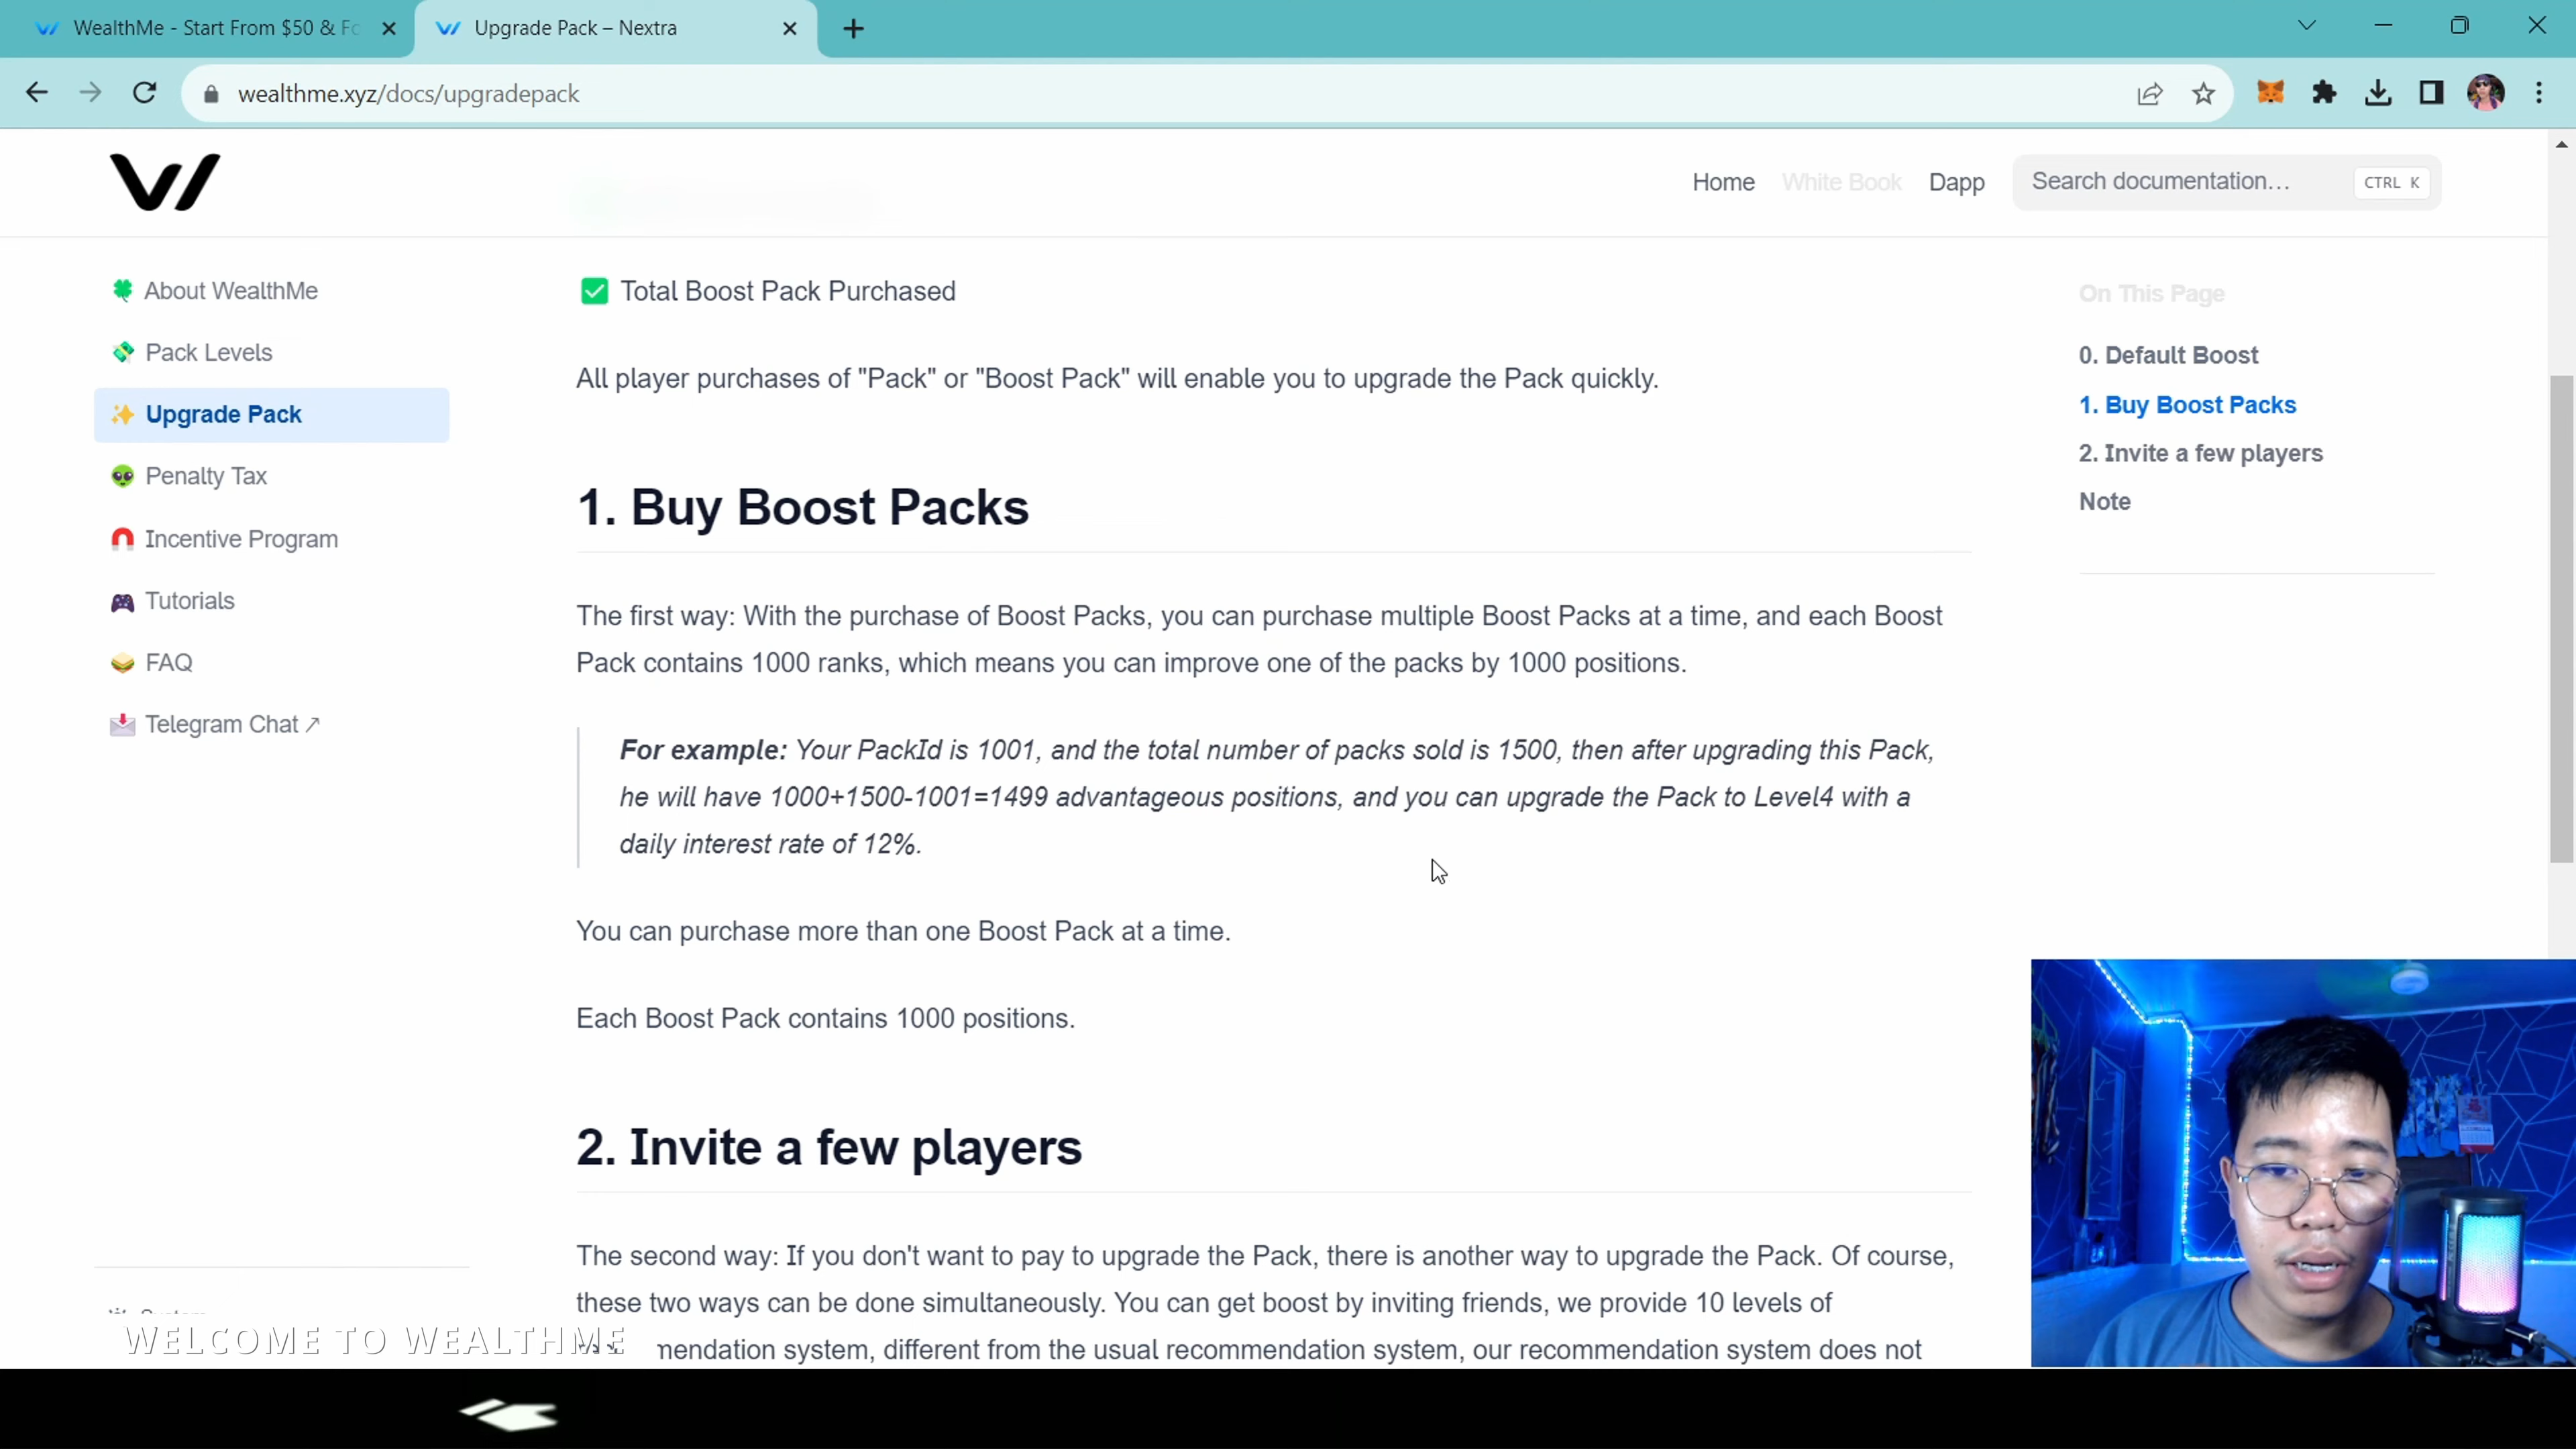 WealthMe - Start From $50 & Fo
Upgrade Pack – Nextra
wealthme.xyz/docs/upgradepack
Home
White Book
Dapp
Search documentation…
CTRL K
🍀 About WealthMe
💸 Pack Levels
✨ Upgrade Pack
👽 Penalty Tax
🧲 Incentive Program
🎮 Tutorials
🥪 FAQ
📩 Telegram Chat ↗
System
✅ Total Boost Pack Purchased
All player purchases of "Pack" or "Boost Pack" will enable you to upgrade the Pack quickly.
1. Buy Boost Packs
The first way: With the purchase of Boost Packs, you can purchase multiple Boost Packs at a time, and each Boost
Pack contains 1000 ranks, which means you can improve one of the packs by 1000 positions.
For example: Your PackId is 1001, and the total number of packs sold is 1500, then after upgrading this Pack,
he will have 1000+1500-1001=1499 advantageous positions, and you can upgrade the Pack to Level4 with a
daily interest rate of 12%.
You can purchase more than one Boost Pack at a time.
Each Boost Pack contains 1000 positions.
2. Invite a few players
The second way: If you don't want to pay to upgrade the Pack, there is another way to upgrade the Pack. Of course,
these two ways can be done simultaneously. You can get boost by inviting friends, we provide 10 levels of
mendation system, different from the usual recommendation system, our recommendation system does not
On This Page
0. Default Boost
1. Buy Boost Packs
2. Invite a few players
Note
WELCOME TO WEALTHME